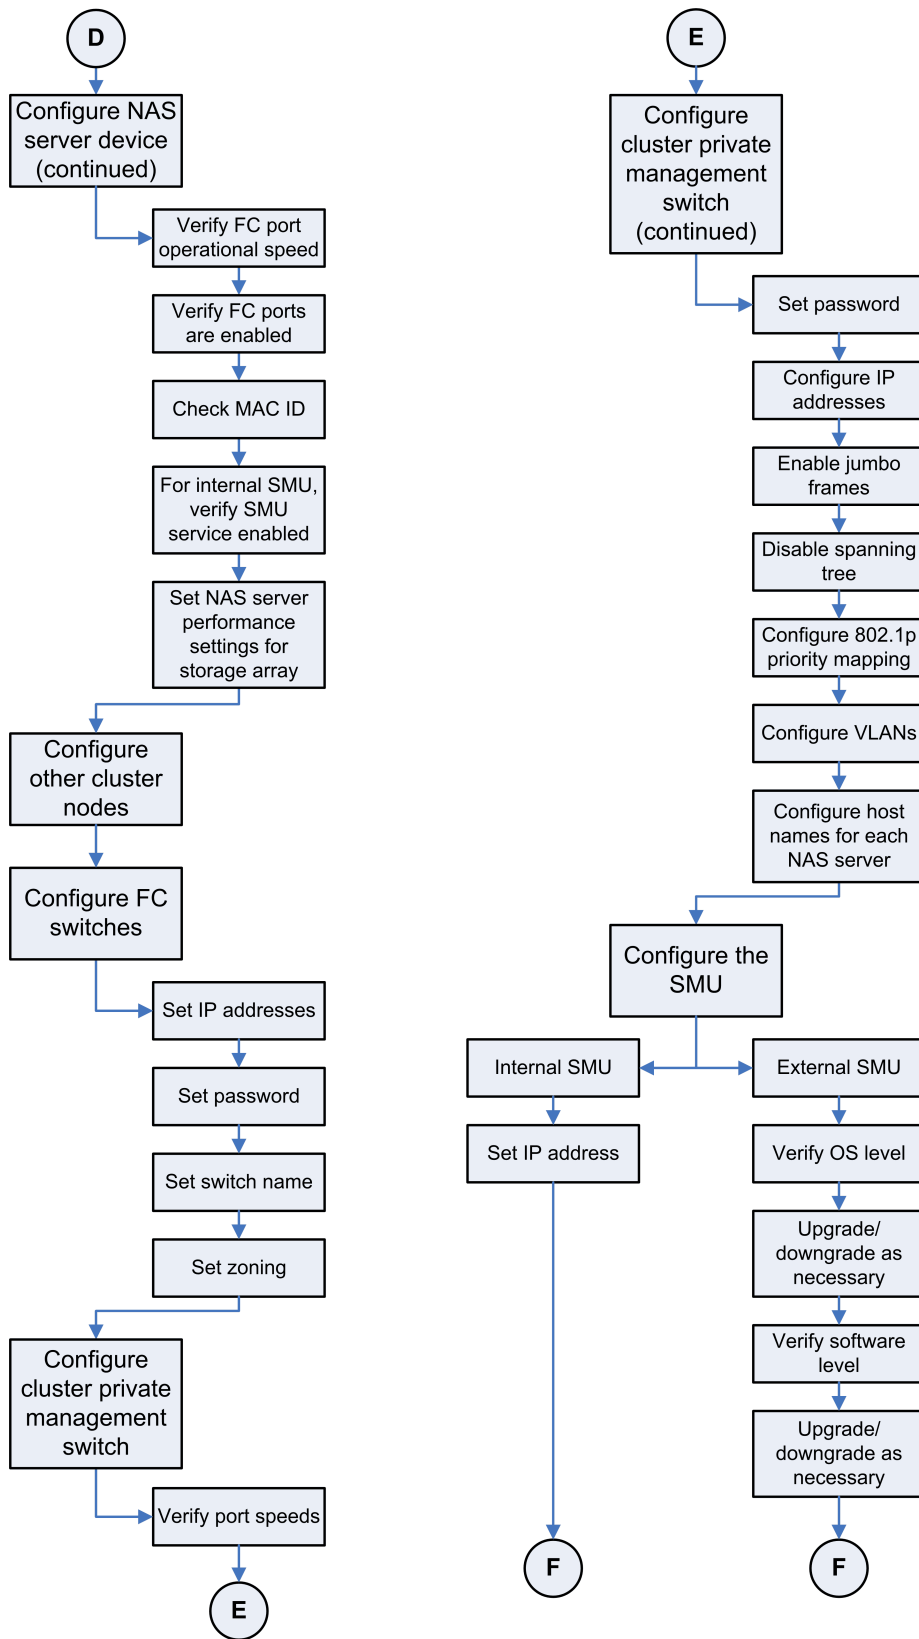 D
Configure NAS
server device
(continued)
Verify FC port
operational speed
Verify FC ports
are enabled
Check MAC ID
For internal SMU,
verify SMU
service enabled
Set NAS server
performance
settings for
storage array
Configure
other cluster
nodes
Configure FC
switches
Set IP addresses
Set password
Set switch name
Set zoning
Configure
cluster private
management
switch
Verify port speeds
E
E
Configure
cluster private
management
switch
(continued)
Set password
Configure IP
addresses
Enable jumbo
frames
Disable spanning
tree
Configure 802.1p
priority mapping
Configure VLANs
Configure host
names for each
NAS server
Configure the
SMU
Internal SMU
Set IP address
F
External SMU
Verify OS level
Upgrade/
downgrade as
necessary
Verify software
level
Upgrade/
downgrade as
necessary
F